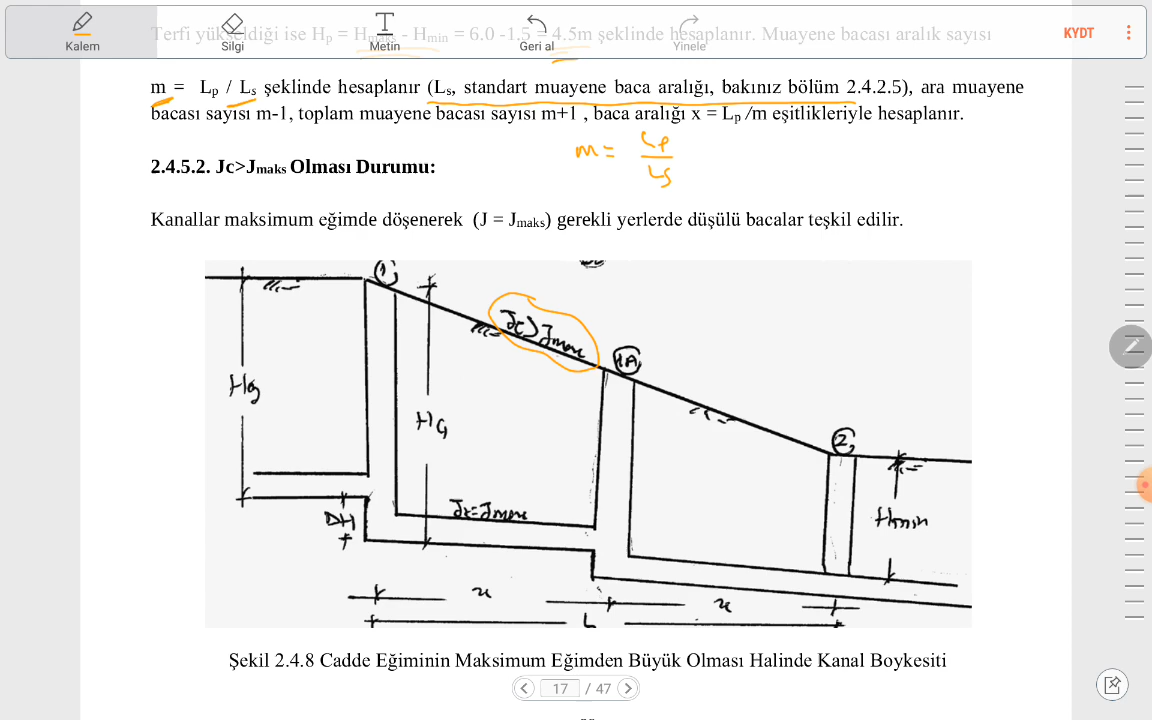 Kalem
Silgi
Metin
Geri al
Yinele
KYDT
Terfi yüksekliği ise Hp = Hmaks - Hmin = 6.0 -1.5 = 4.5m şeklinde hesaplanır. Muayene bacası aralık sayısı
m = Lp / Ls şeklinde hesaplanır (Ls, standart muayene baca aralığı, bakınız bölüm 2.4.2.5), ara muayene
bacası sayısı m-1, toplam muayene bacası sayısı m+1 , baca aralığı x = Lp /m eşitlikleriyle hesaplanır.
m = Lp
Ls
2.4.5.2. Jc>Jmaks Olması Durumu:
Kanallar maksimum eğimde döşenerek (J = Jmaks) gerekli yerlerde düşülü bacalar teşkil edilir.
1
Jc>Jmax
1A
Hg
HG
2
Hmin
ΔH
x
x
L
Şekil 2.4.8 Cadde Eğiminin Maksimum Eğimden Büyük Olması Halinde Kanal Boykesiti
17 / 47